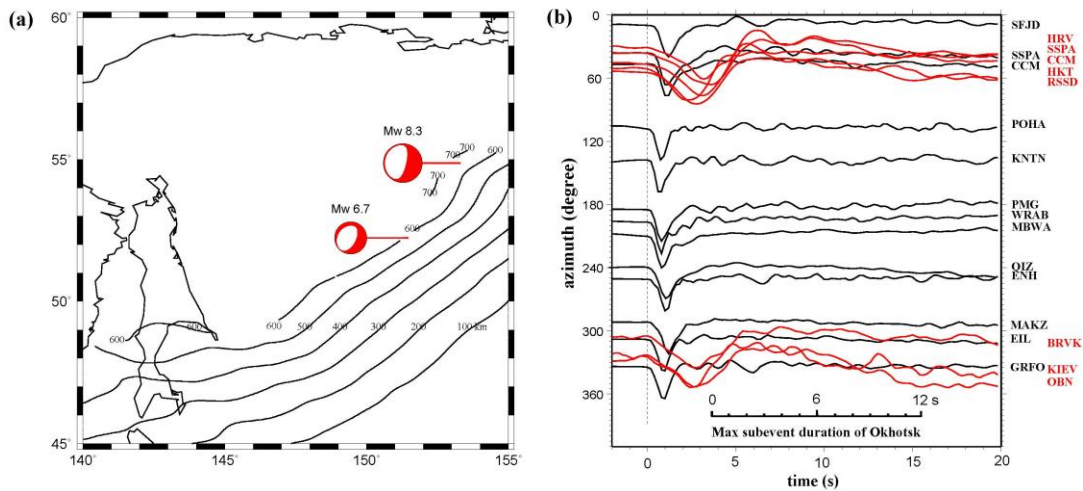 (a)
60°
55°
50°
45°
140°
145°
150°
155°
Mw 8.3
Mw 6.7
700
700
600
700
600
600
600
600
500
400
300
200
100 km
(b)
azimuth (degree)
0
60
120
180
240
300
360
SFJD
SSPA
CCM
POHA
KNTN
PMG
WRAB
MBWA
QIZ
ENH
MAKZ
EIL
GRFO
HRV
SSPA
CCM
HKT
RSSD
BRVK
KIEV
OBN
0 6 12 s
Max subevent duration of Okhotsk
0 5 10 15 20
time (s)